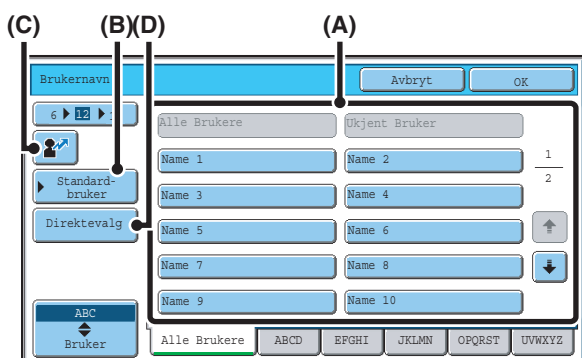 (C) (B)(D) (A)
Brukernavn Avbryt OK
6 12
Alle Brukere Ukjent Bruker
Name 1 Name 2 1
Standard-
bruker
2
Name 3 Name 4
Direktevalg Name 5 Name 6
Name 7 Name 8
Name 9 Name 10
ABC
Bruker
Alle Brukere ABCD EFGHI JKLMN OPQRST UVWXYZ